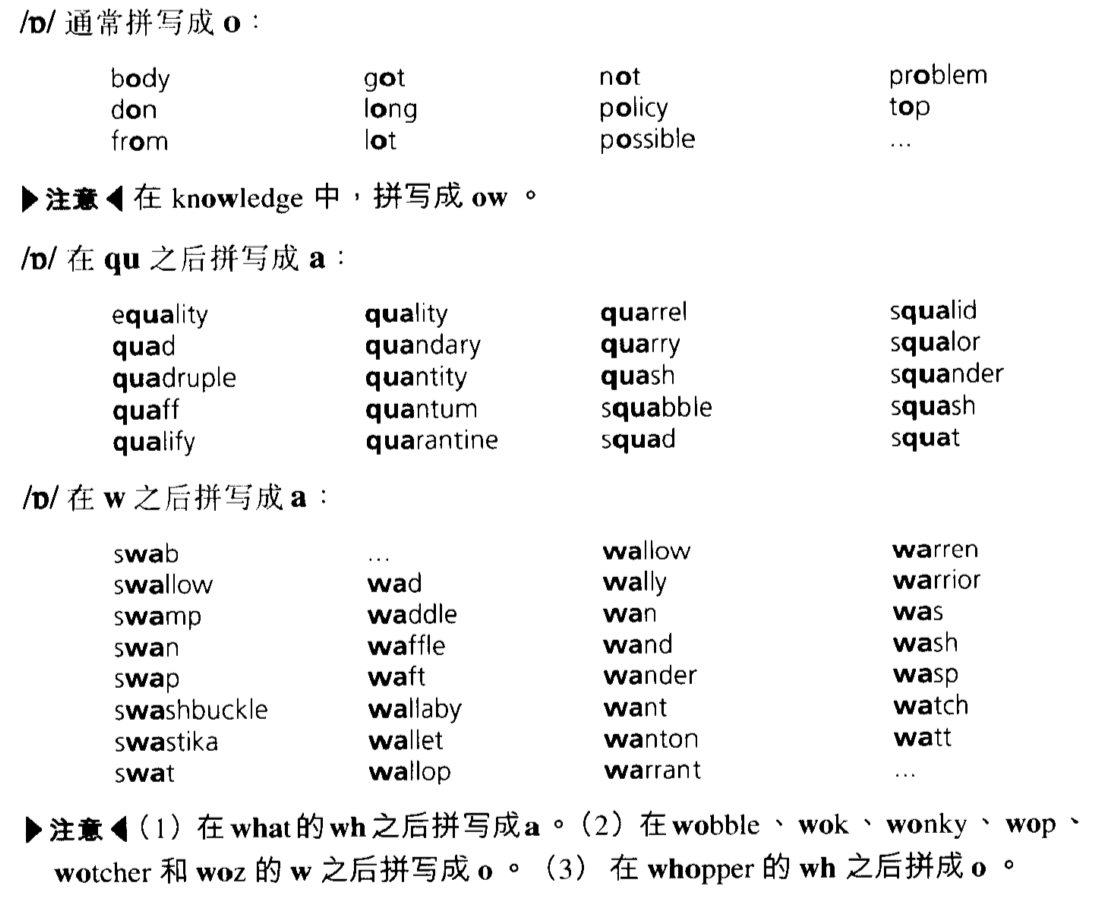 /ɒ/ 通常拼写成 o：
body got not problem
don long policy top
from lot possible …
▶注意◀ 在 knowledge 中，拼写成 ow 。
/ɒ/ 在 qu 之后拼写成 a：
equality quality quarrel squalid
quad quandary quarry squalor
quadruple quantity quash squander
quaff quantum squabble squash
qualify quarantine squad squat
/ɒ/ 在 w 之后拼写成 a：
swab … wallow warren
swallow wad wally warrior
swamp waddle wan was
swan waffle wand wash
swap waft wander wasp
swashbuckle wallaby want watch
swastika wallet wanton watt
swat wallop warrant …
▶注意◀（1）在 what 的 wh 之后拼写成 a 。（2）在 wobble 、 wok 、 wonky 、 wop 、
wotcher 和 woz 的 w 之后拼写成 o 。（3） 在 whopper 的 wh 之后拼成 o 。